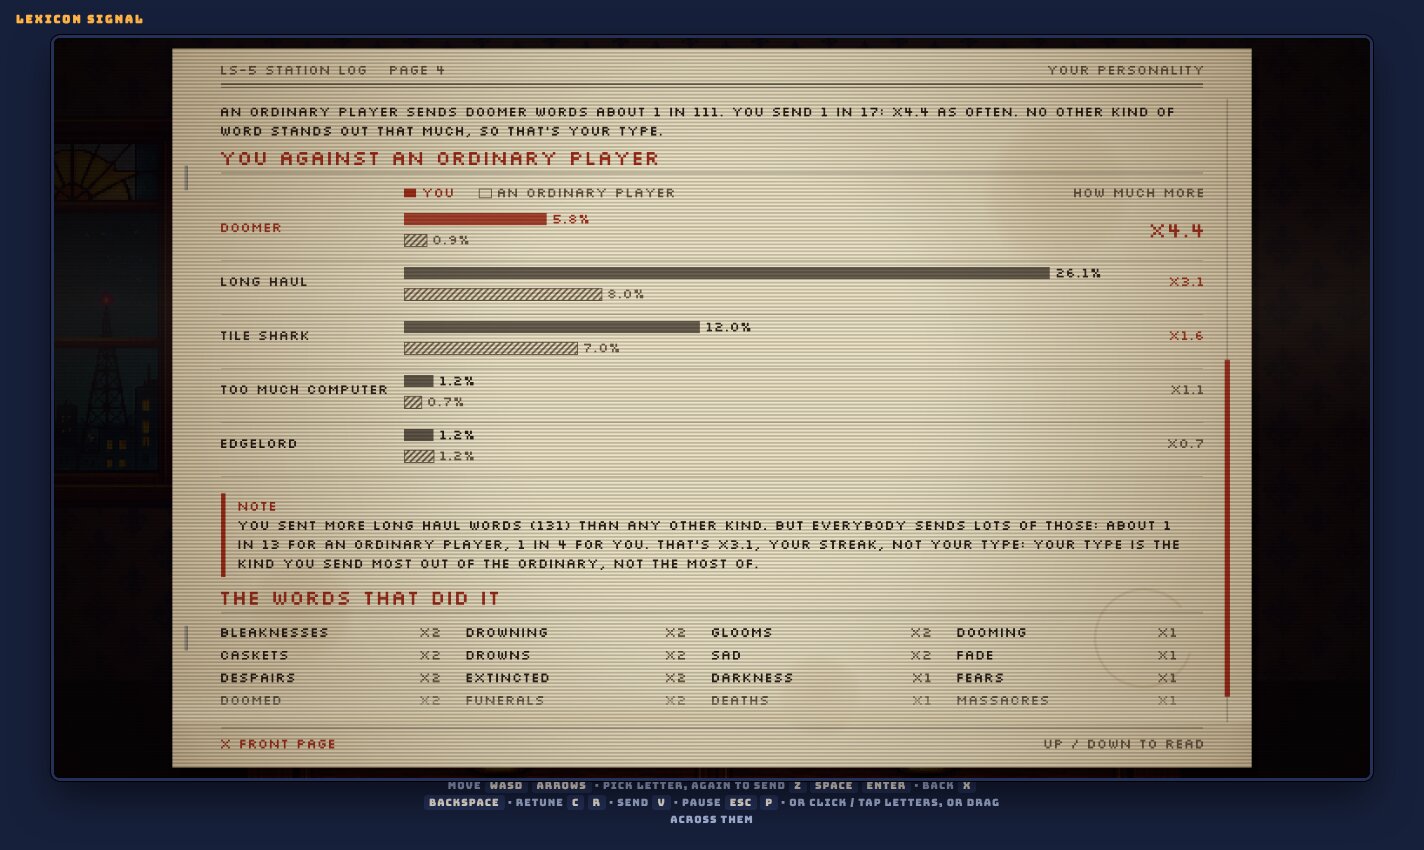 LEXICON SIGNAL
LS-5 STATION LOG PAGE 4
YOUR PERSONALITY
AN ORDINARY PLAYER SENDS DOOMER WORDS ABOUT 1 IN 111. YOU SEND 1 IN 17: X4.4 AS OFTEN. NO OTHER KIND OF
WORD STANDS OUT THAT MUCH, SO THAT'S YOUR TYPE.
YOU AGAINST AN ORDINARY PLAYER
YOU AN ORDINARY PLAYER HOW MUCH MORE
DOOMER 5.8% 0.9% X4.4
LONG HAUL 26.1% 8.0% X3.1
TILE SHARK 12.0% 7.0% X1.6
TOO MUCH COMPUTER 1.2% 0.7% X1.1
EDGELORD 1.2% 1.2% X0.7
NOTE
YOU SENT MORE LONG HAUL WORDS (131) THAN ANY OTHER KIND. BUT EVERYBODY SENDS LOTS OF THOSE: ABOUT 1
IN 13 FOR AN ORDINARY PLAYER, 1 IN 4 FOR YOU. THAT'S X3.1, YOUR STREAK, NOT YOUR TYPE: YOUR TYPE IS THE
KIND YOU SEND MOST OUT OF THE ORDINARY, NOT THE MOST OF.
THE WORDS THAT DID IT
BLEAKNESSES X2 DROWNING X2 GLOOMS X2 DOOMING X1
CASKETS X2 DROWNS X2 SAD X2 FADE X1
DESPAIRS X2 EXTINCTED X2 DARKNESS X1 FEARS X1
DOOMED X2 FUNERALS X2 DEATHS X1 MASSACRES X1
X FRONT PAGE
UP / DOWN TO READ
MOVE WASD ARROWS · PICK LETTER, AGAIN TO SEND Z SPACE ENTER · BACK X
BACKSPACE · RETUNE C R · SEND V · PAUSE ESC P · OR CLICK / TAP LETTERS, OR DRAG
ACROSS THEM